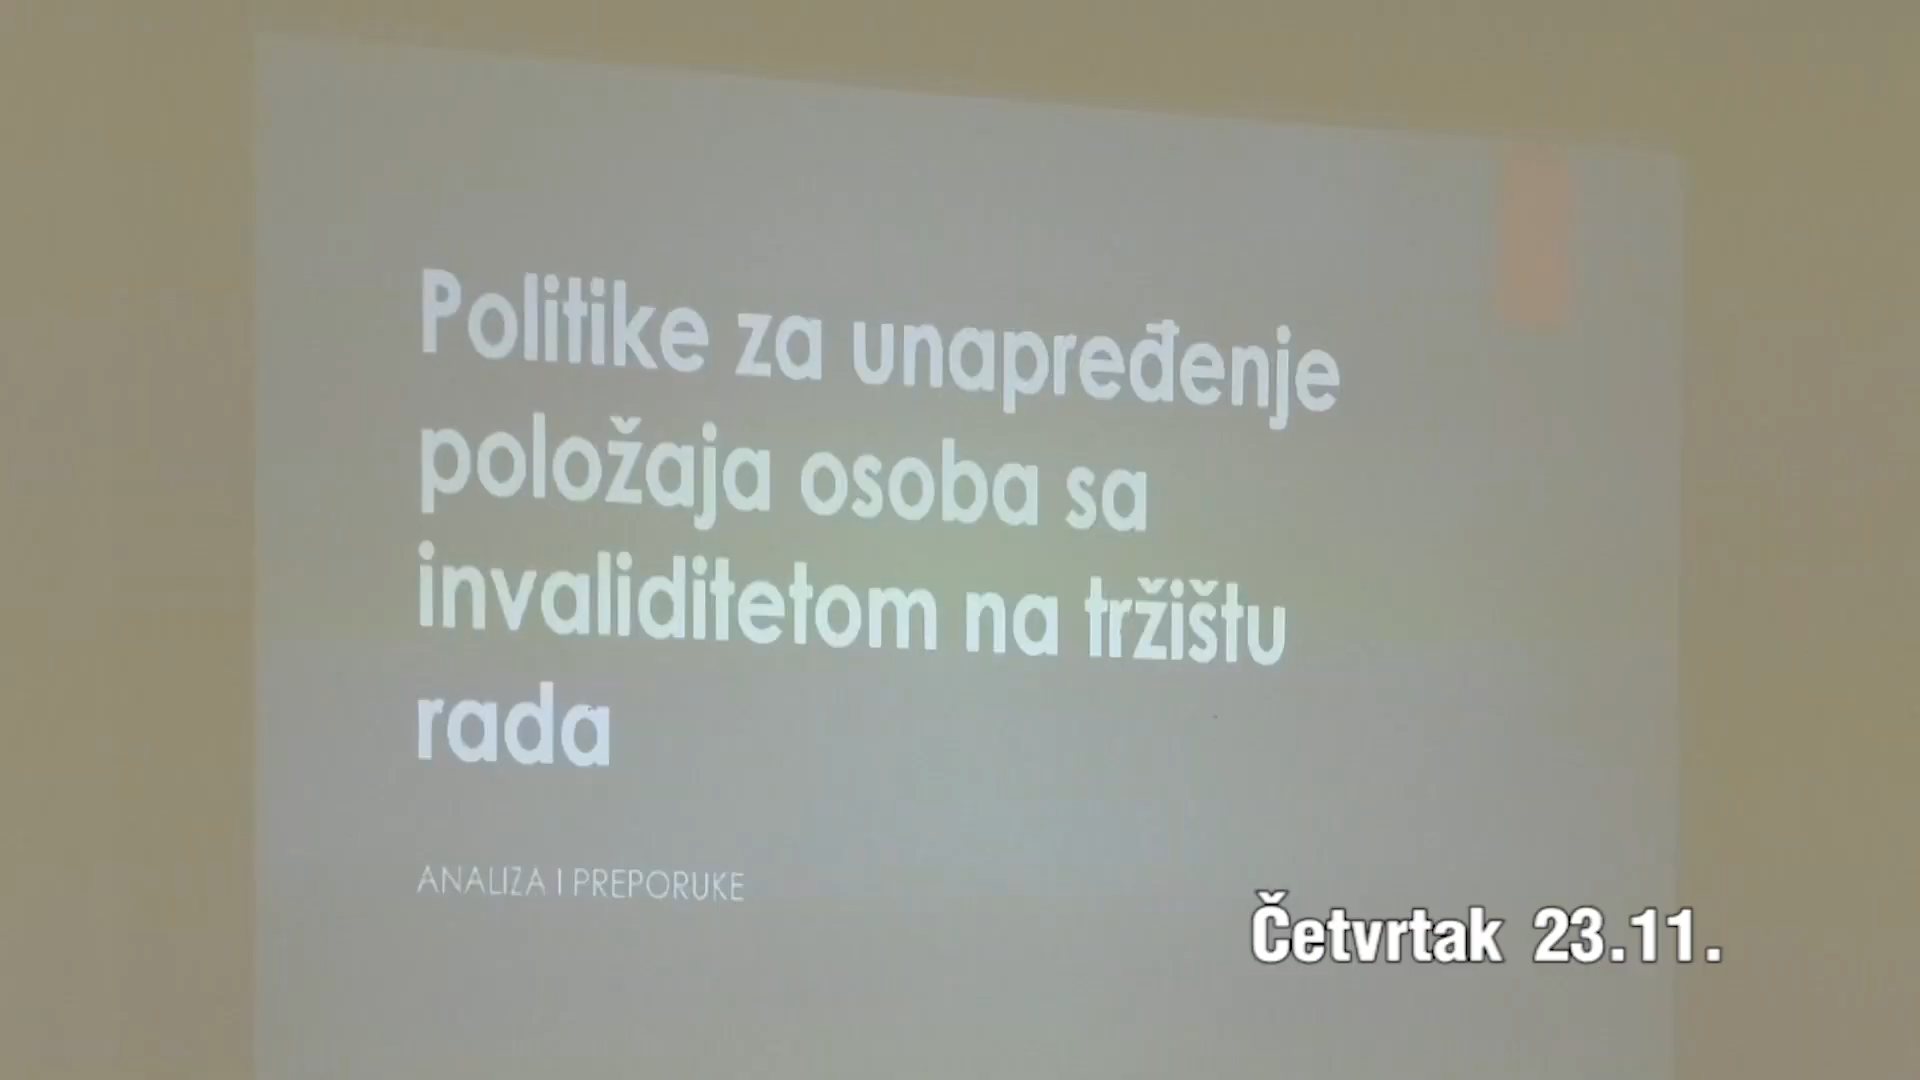 Politike za unapređenje
položaja osoba sa
invaliditetom na tržištu
rada
ANALIZA I PREPORUKE
Četvrtak 23.11.